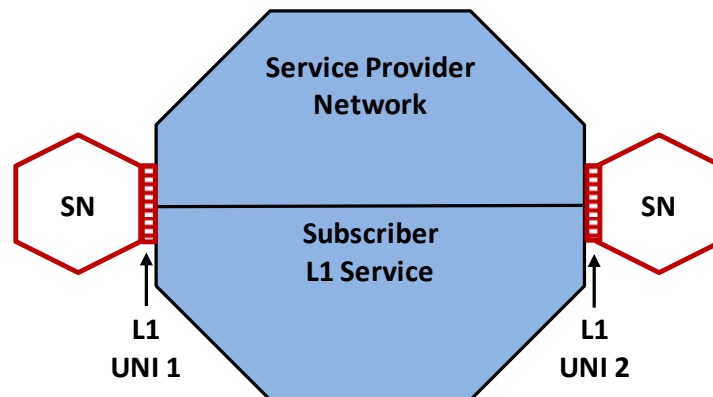 Service Provider
Network
SN
SN
Subscriber
L1 Service
L1
UNI 1
L1
UNI 2